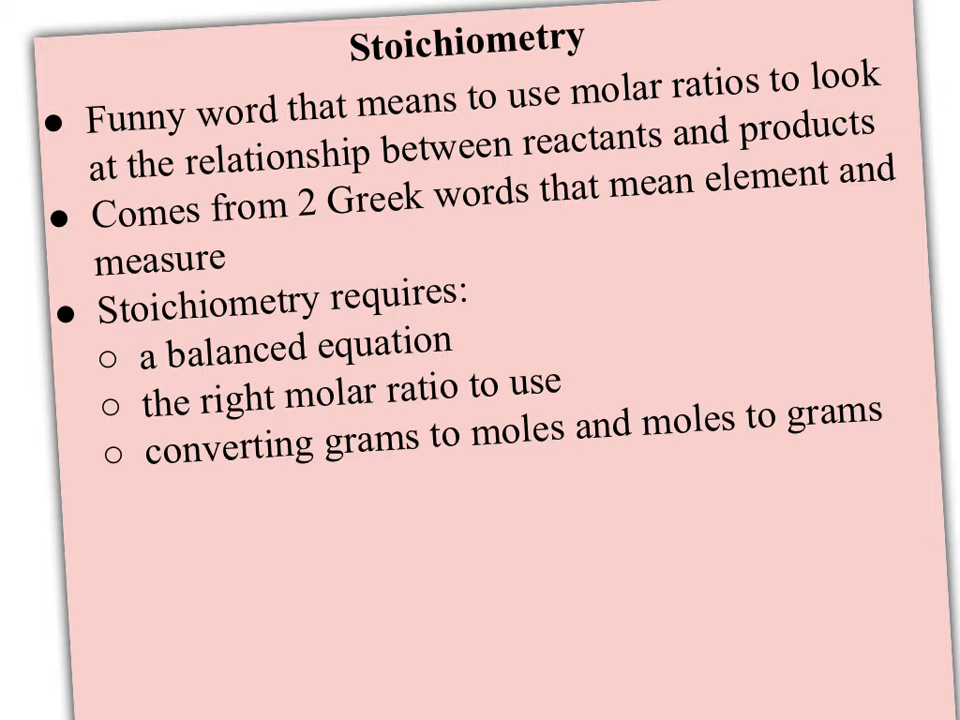 Stoichiometry
● Funny word that means to use molar ratios to look
at the relationship between reactants and products
● Comes from 2 Greek words that mean element and
measure
● Stoichiometry requires:
○ a balanced equation
○ the right molar ratio to use
○ converting grams to moles and moles to grams